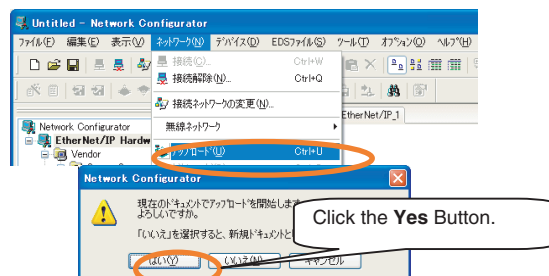 Untitled - Network Configurator
ファイル(F) 編集(E) 表示(V) ネットワーク(N) デバイス(D) EDSファイル(S) ツール(T) オプション(O) ヘルプ(H)
接続(C)... Ctrl+W
接続解除(N)... Ctrl+Q
接続ネットワークの変更(N)...
無線ネットワーク
アップロード(U) Ctrl+U
EtherNet/IP_1
Network Configurator
EtherNet/IP Hardw
Vendor
Network Configurator
現在のドキュメントでアップロードを開始します
よろしいですか。
「いいえ」を選択すると、新規ドキュメントと
はい(Y) いいえ(N) キャンセル
Click the Yes Button.